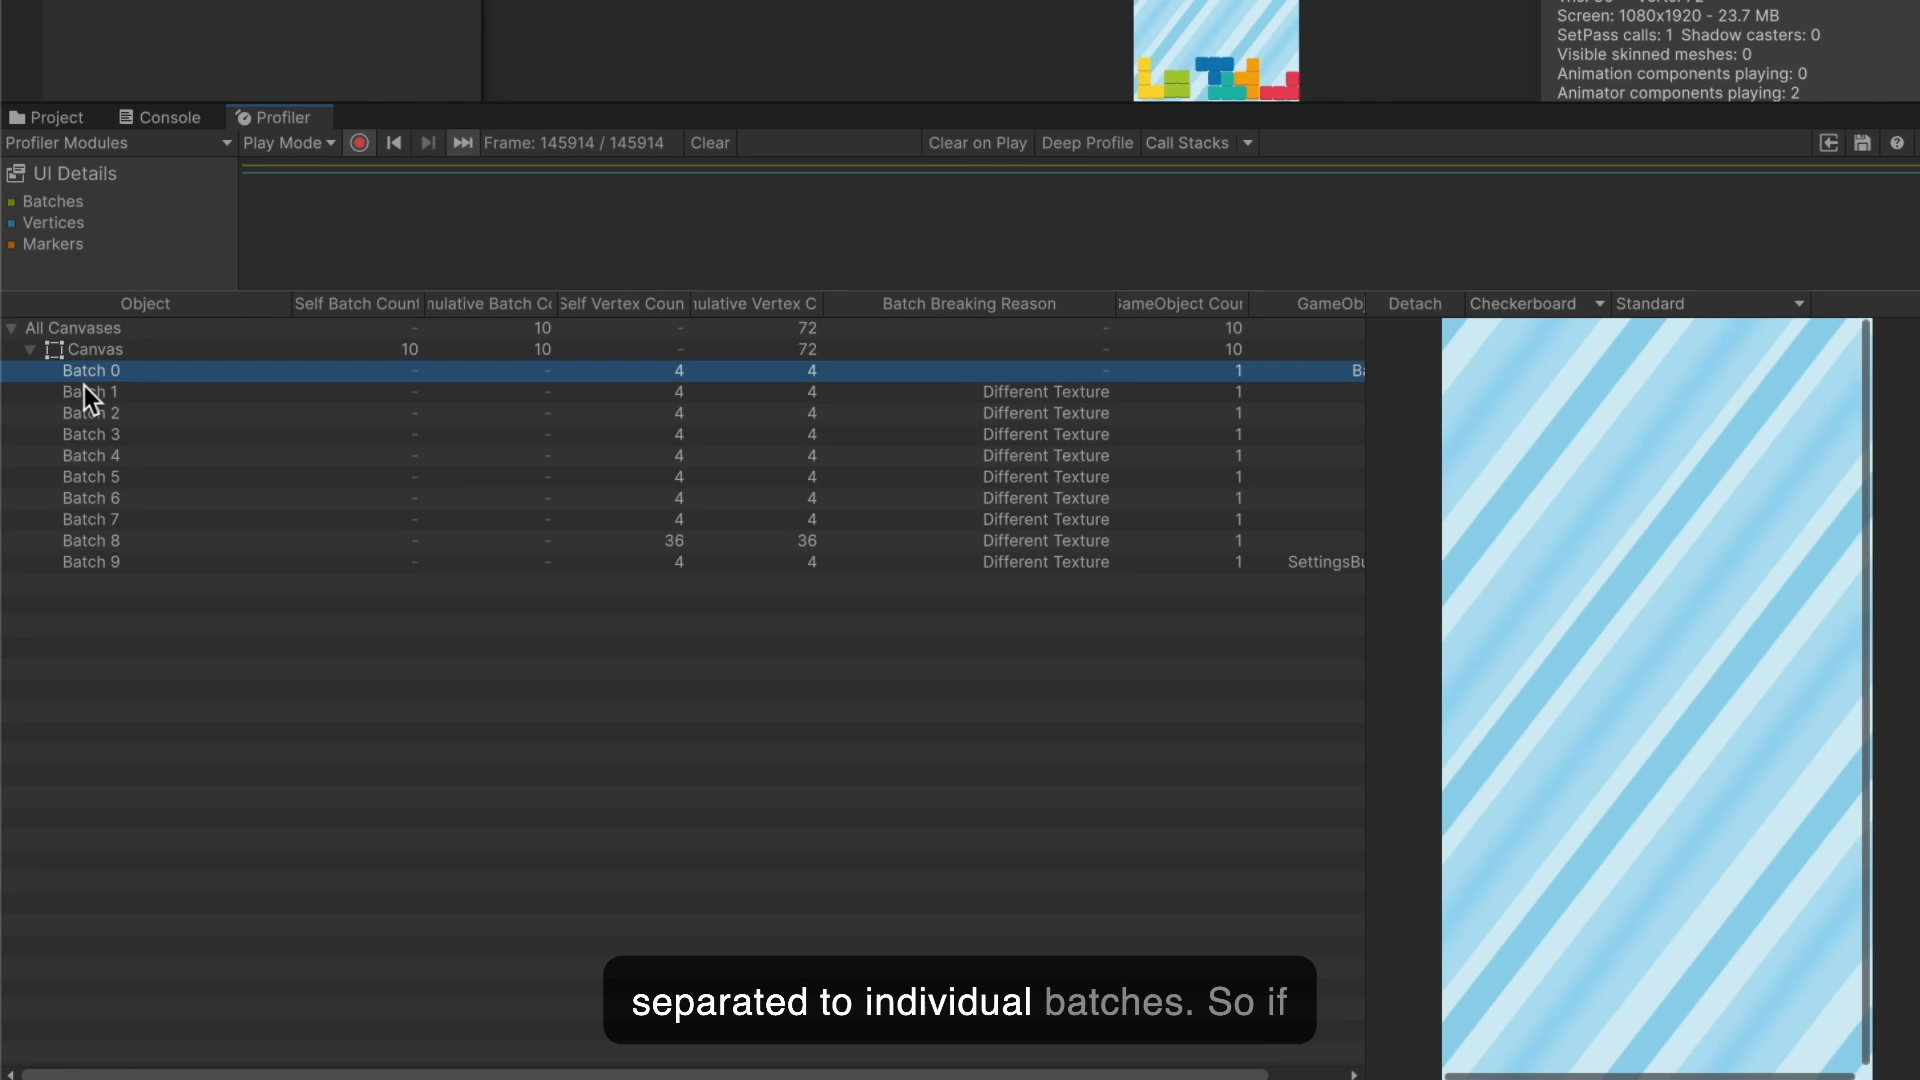 Screen: 1080x1920 - 23.7 MB
SetPass calls: 1 Shadow casters: 0
Visible skinned meshes: 0
Animation components playing: 0
Animator components playing: 2
Project Console Profiler
Profiler Modules Play Mode Frame: 145914 / 145914 Clear Clear on Play Deep Profile Call Stacks
UI Details
Batches
Vertices
Markers
Object Self Batch Count nulative Batch Co Self Vertex Coun nulative Vertex C Batch Breaking Reason GameObject Cour GameObj Detach Checkerboard Standard
All Canvases - 10 - 72 - 10
Canvas 10 10 - 72 - 10
Batch 0 - - 4 4 - 1 Ba
Batch 1 - - 4 4 Different Texture 1
Batch 2 - - 4 4 Different Texture 1
Batch 3 - - 4 4 Different Texture 1
Batch 4 - - 4 4 Different Texture 1
Batch 5 - - 4 4 Different Texture 1
Batch 6 - - 4 4 Different Texture 1
Batch 7 - - 4 4 Different Texture 1
Batch 8 - - 36 36 Different Texture 1
Batch 9 - - 4 4 Different Texture 1 SettingsBu
separated to individual batches. So if